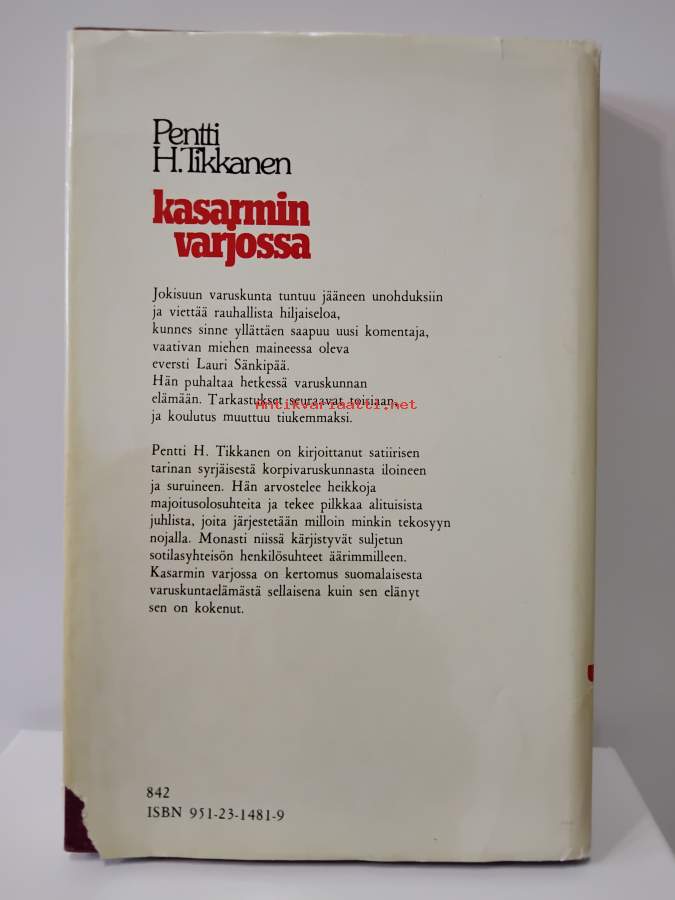 Pentti
H. Tikkanen
kasarmin
varjossa
Jokisuun varuskunta tuntuu jääneen unohduksiin
ja viettää rauhallista hiljaiseloa,
kunnes sinne yllättäen saapuu uusi komentaja,
vaativan miehen maineessa oleva
eversti Lauri Sänkipää.
Hän puhaltaa hetkessä varuskunnan
elämään. Tarkastukset seuraavat toisiaan,
Antikvariaatti.net
ja koulutus muuttuu tiukemmaksi.
Pentti H. Tikkanen on kirjoittanut satiirisen
tarinan syrjäisestä korpivaruskunnasta iloineen
ja suruineen. Hän arvostelee heikkoja
majoitusolosuhteita ja tekee pilkkaa alituisista
juhlista, joita järjestetään milloin minkin tekosyyn
nojalla. Monasti niissä kärjistyvät suljetun
sotilasyhteisön henkilösuhteet äärimmilleen.
Kasarmin varjossa on kertomus suomalaisesta
varuskuntaelämästä sellaisena kuin sen elänyt
sen on kokenut.
842
ISBN 951-23-1481-9